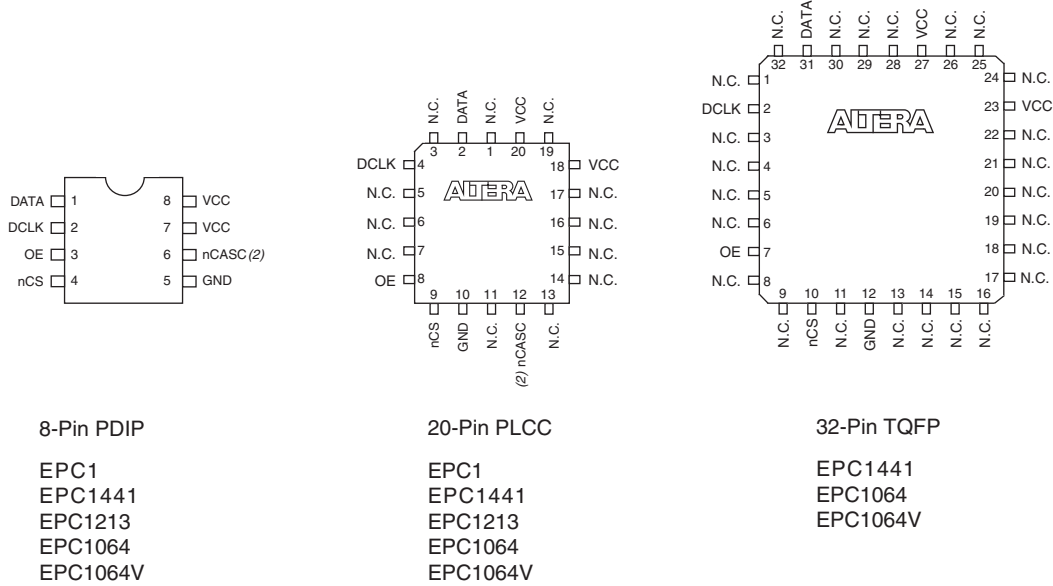 DATA 1 8 VCC
DCLK 2 7 VCC
OE 3 6 nCASC (2)
nCS 4 5 GND
8-Pin PDIP
EPC1
EPC1441
EPC1213
EPC1064
EPC1064V
N.C. DATA N.C. VCC N.C.
3 2 1 20 19
DCLK 4 18 VCC
ALTERA
N.C. 5 17 N.C.
N.C. 6 16 N.C.
N.C. 7 15 N.C.
OE 8 14 N.C.
9 10 11 12 13
nCS GND N.C. (2) nCASC N.C.
20-Pin PLCC
EPC1
EPC1441
EPC1213
EPC1064
EPC1064V
N.C. DATA N.C. N.C. N.C. VCC N.C. N.C.
32 31 30 29 28 27 26 25
N.C. 1 24 N.C.
DCLK 2 23 VCC
ALTERA
N.C. 3 22 N.C.
N.C. 4 21 N.C.
N.C. 5 20 N.C.
N.C. 6 19 N.C.
OE 7 18 N.C.
N.C. 8 17 N.C.
9 10 11 12 13 14 15 16
N.C. nCS N.C. GND N.C. N.C. N.C. N.C.
32-Pin TQFP
EPC1441
EPC1064
EPC1064V